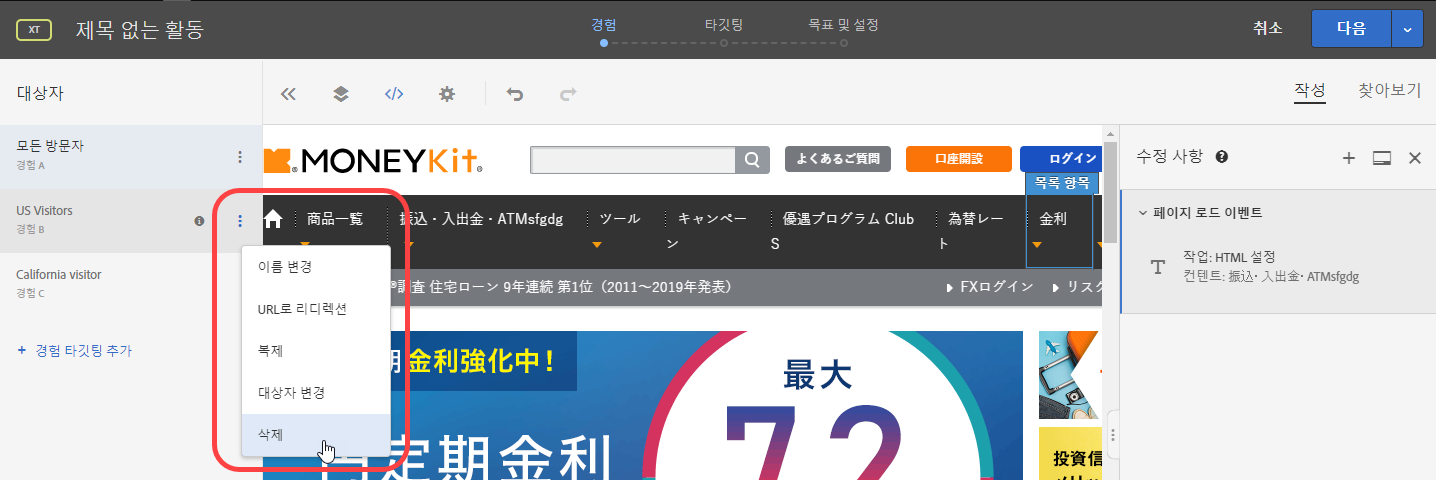 XT
제목 없는 활동
경험
타깃팅
목표 및 설정
취소
다음
대상자
작성
찾아보기
모든 방문자
경험 A
US Visitors
경험 B
California visitor
경험 C
+ 경험 타깃팅 추가
이름 변경
URL로 리디렉션
복제
대상자 변경
삭제
MONEYKit
よくあるご質問
口座開設
ログイン
목록 항목
商品一覧
振込・入出金・ATMsfgdg
ツール
キャンペー
ン
優遇プログラム Club
S
為替レー
ト
金利
®調査 住宅ローン 9年連続 第1位（2011～2019年発表）
FXログイン
リスク
金利強化中！
定期金利
最大
7.2
投資信
수정 사항
페이지 로드 이벤트
작업: HTML 설정
컨텐트: 振込・入出金・ATMsfgdg